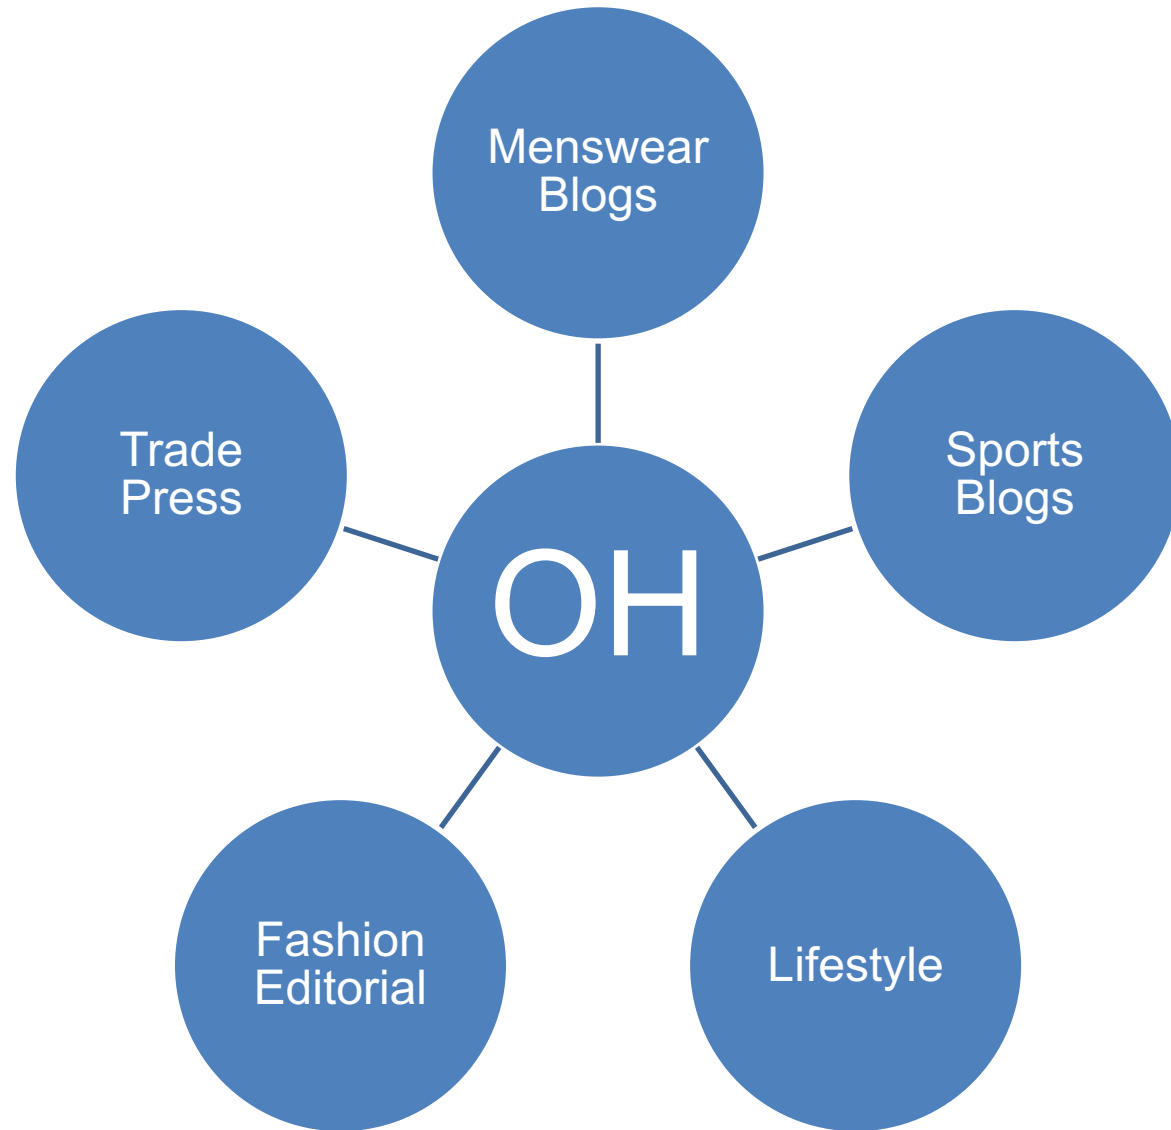 Menswear
Blogs
Trade
Press
Sports
Blogs
OH
Fashion
Editorial
Lifestyle